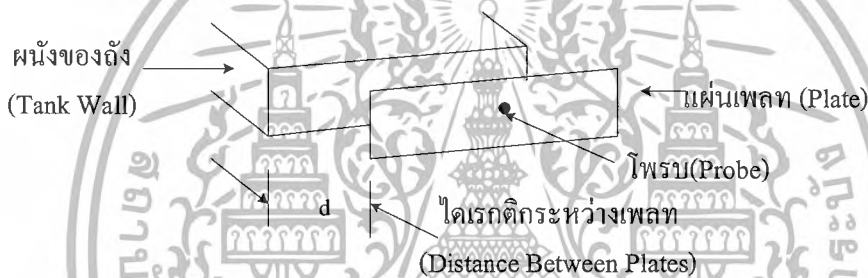 ผนังของถัง
(Tank Wall)
แผ่นเพลท (Plate)
โพรบ(Probe)
d
ไดเรกติกระหว่างเพลท
(Distance Between Plates)